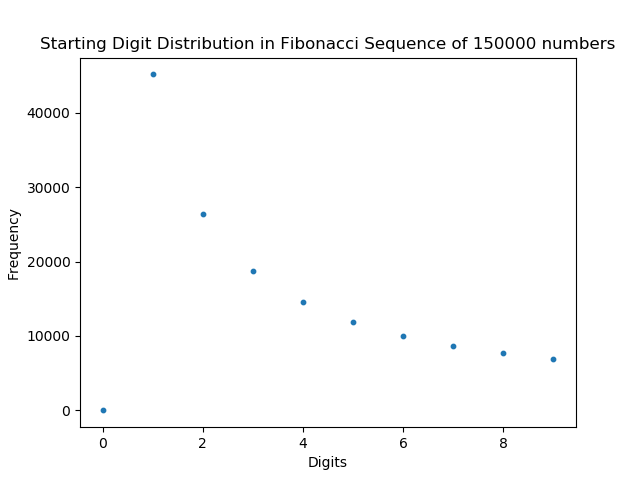 Starting Digit Distribution in Fibonacci Sequence of 150000 numbers
40000
30000
20000
10000
0
Frequency
0 2 4 6 8
Digits